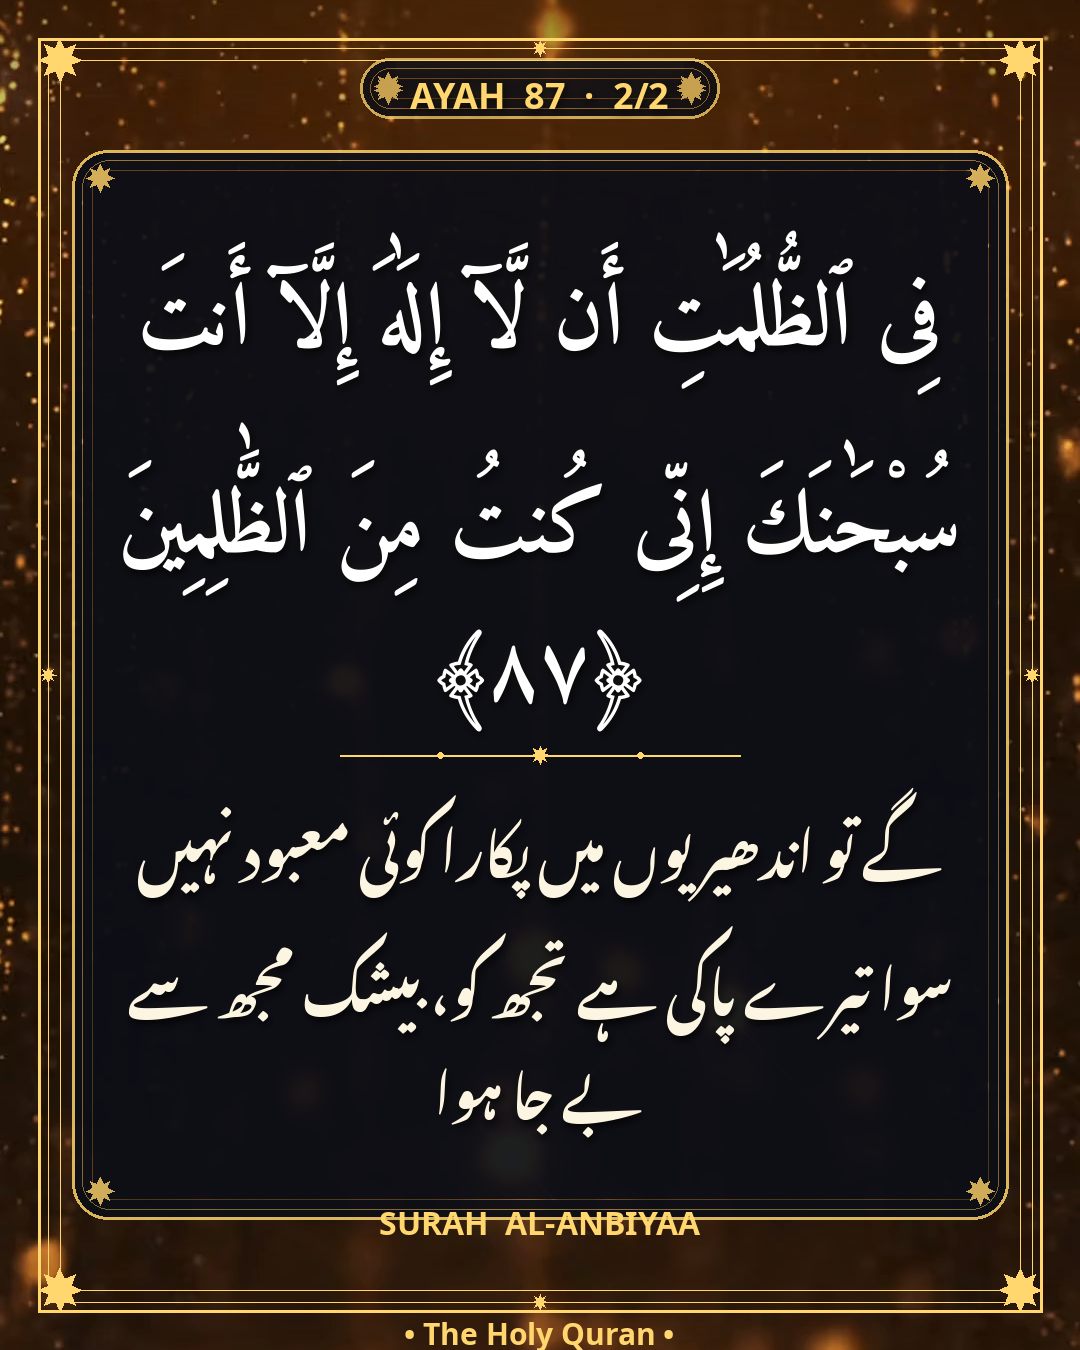 AYAH 87 · 2/2
فِى ٱلظُّلُمَٰتِ أَن لَّآ إِلَٰهَ إِلَّآ أَنتَ
سُبْحَٰنَكَ إِنِّى كُنتُ مِنَ ٱلظَّٰلِمِينَ
﴿٨٧﴾
گے تو اندھیریوں میں پکارا کوئی معبود نہیں
سوا تیرے پاکی ہے تجھ کو، بیشک مجھ سے
بے جا ہوا
SURAH AL-ANBIYAA
• The Holy Quran •